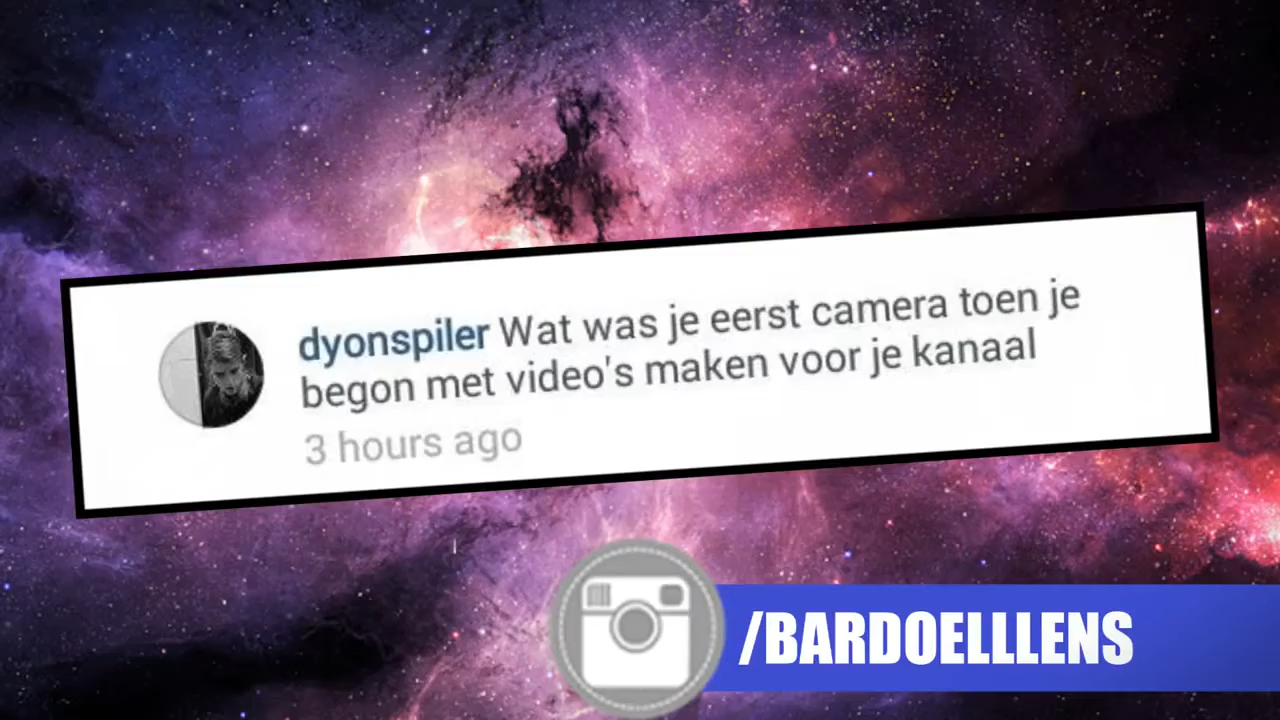 dyonspiler Wat was je eerst camera toen je
begon met video's maken voor je kanaal
3 hours ago
/BARDOELLLENS